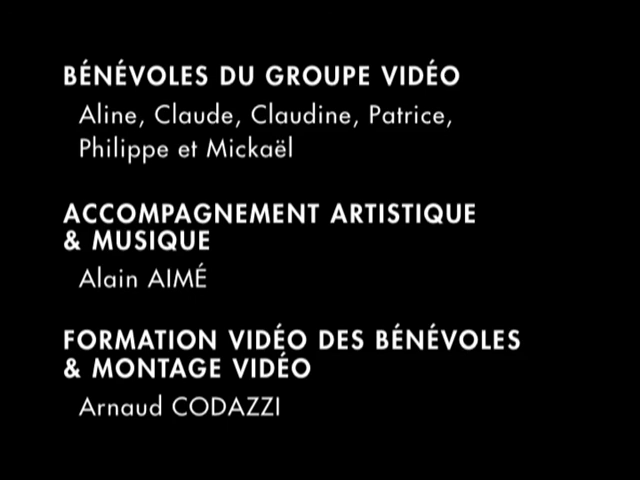 BÉNÉVOLES DU GROUPE VIDÉO
Aline, Claude, Claudine, Patrice,
Philippe et Mickaël
ACCOMPAGNEMENT ARTISTIQUE
& MUSIQUE
Alain AIMÉ
FORMATION VIDÉO DES BÉNÉVOLES
& MONTAGE VIDÉO
Arnaud CODAZZI